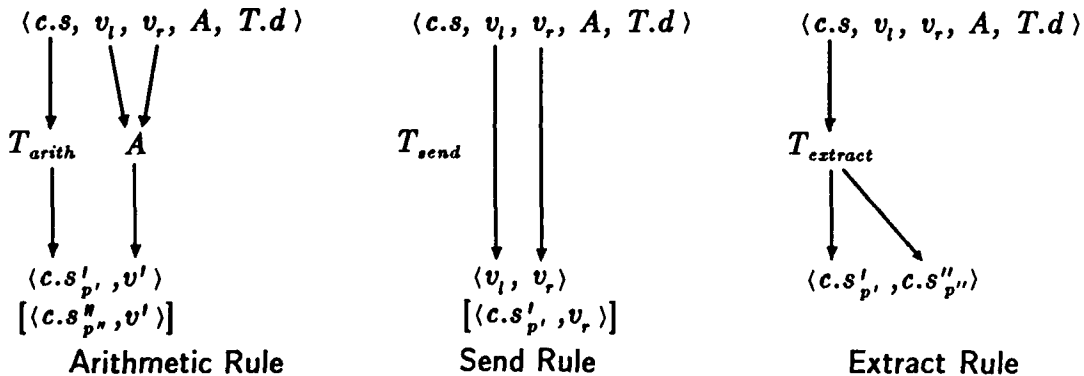 ⟨c.s, v_l, v_r, A, T.d⟩ ⟨c.s, v_l, v_r, A, T.d⟩ ⟨c.s, v_l, v_r, A, T.d⟩
T_arith A T_send T_extract
⟨c.s'_p' , v'⟩ ⟨v_l, v_r⟩ ⟨c.s'_p' , c.s''_p''⟩
[⟨c.s''_p'' , v'⟩] [⟨c.s'_p' , v_r⟩]
Arithmetic Rule Send Rule Extract Rule